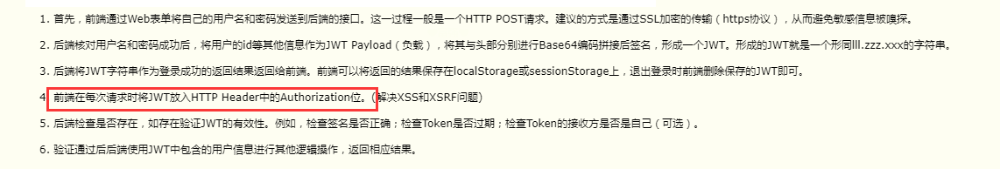 1. 首先，前端通过Web表单将自己的用户名和密码发送到后端的接口。这一过程一般是一个HTTP POST请求。建议的方式是通过SSL加密的传输（https协议），从而避免敏感信息被嗅探。
2. 后端核对用户名和密码成功后，将用户的id等其他信息作为JWT Payload（负载），将其与头部分别进行Base64编码拼接后签名，形成一个JWT。形成的JWT就是一个形同lll.zzz.xxx的字符串。
3. 后端将JWT字符串作为登录成功的返回结果返回给前端。前端可以将返回的结果保存在localStorage或sessionStorage上，退出登录时前端删除保存的JWT即可。
4. 前端在每次请求时将JWT放入HTTP Header中的Authorization位。(解决XSS和XSRF问题)
5. 后端检查是否存在，如存在验证JWT的有效性。例如，检查签名是否正确；检查Token是否过期；检查Token的接收方是否是自己（可选）。
6. 验证通过后后端使用JWT中包含的用户信息进行其他逻辑操作，返回相应结果。